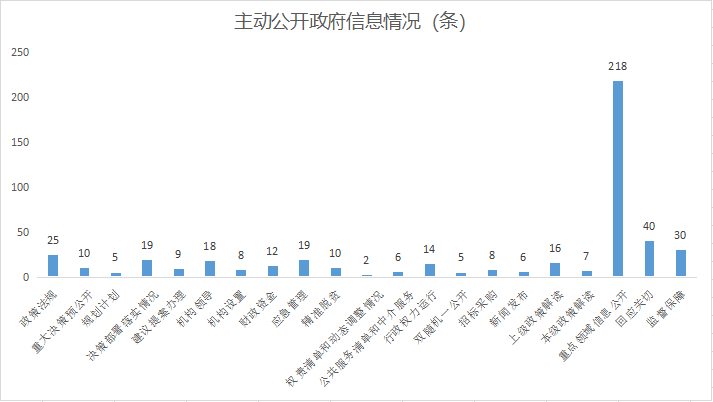 主动公开政府信息情况（条）
250
200
150
100
50
0
25
10
5
19
9
18
8
12
19
10
2
6
14
5
8
6
16
7
218
40
30
政策法规
重大决策预公开
规划计划
决策部署落实情况
建议提案办理
机构领导
机构设置
财政资金
应急管理
精准脱贫
权责清单和动态调整情况
公共服务清单和中介服务
行政权力运行
双随机一公开
招标采购
新闻发布
上级政策解读
本级政策解读
重点领域信息公开
回应关切
监督保障